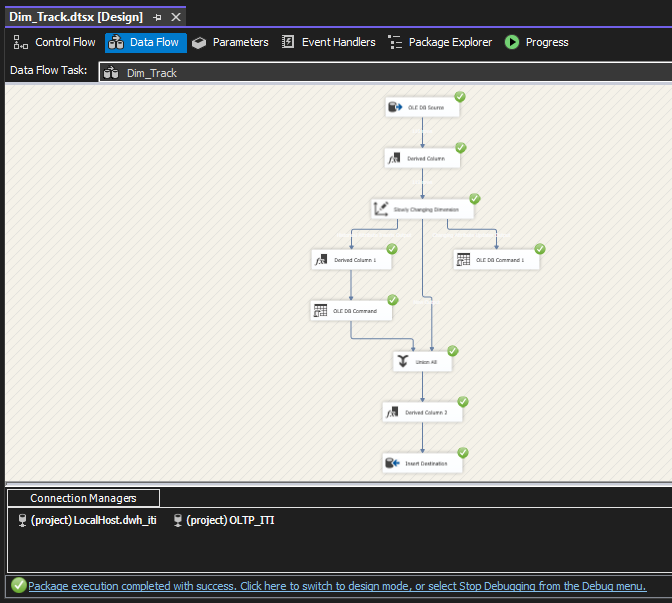 Dim_Track.dtsx [Design]
Control Flow
Data Flow
Parameters
Event Handlers
Package Explorer
Progress
Data Flow Task:
Dim_Track
OLE DB Source
Derived Column
Slowly Changing Dimension
Derived Column 1
OLE DB Command 1
OLE DB Command
Union All
Derived Column 2
Insert Destination
Connection Managers
(project) LocalHost.dwh_iti
(project) OLTP_ITI
Package execution completed with success. Click here to switch to design mode, or select Stop Debugging from the Debug menu.